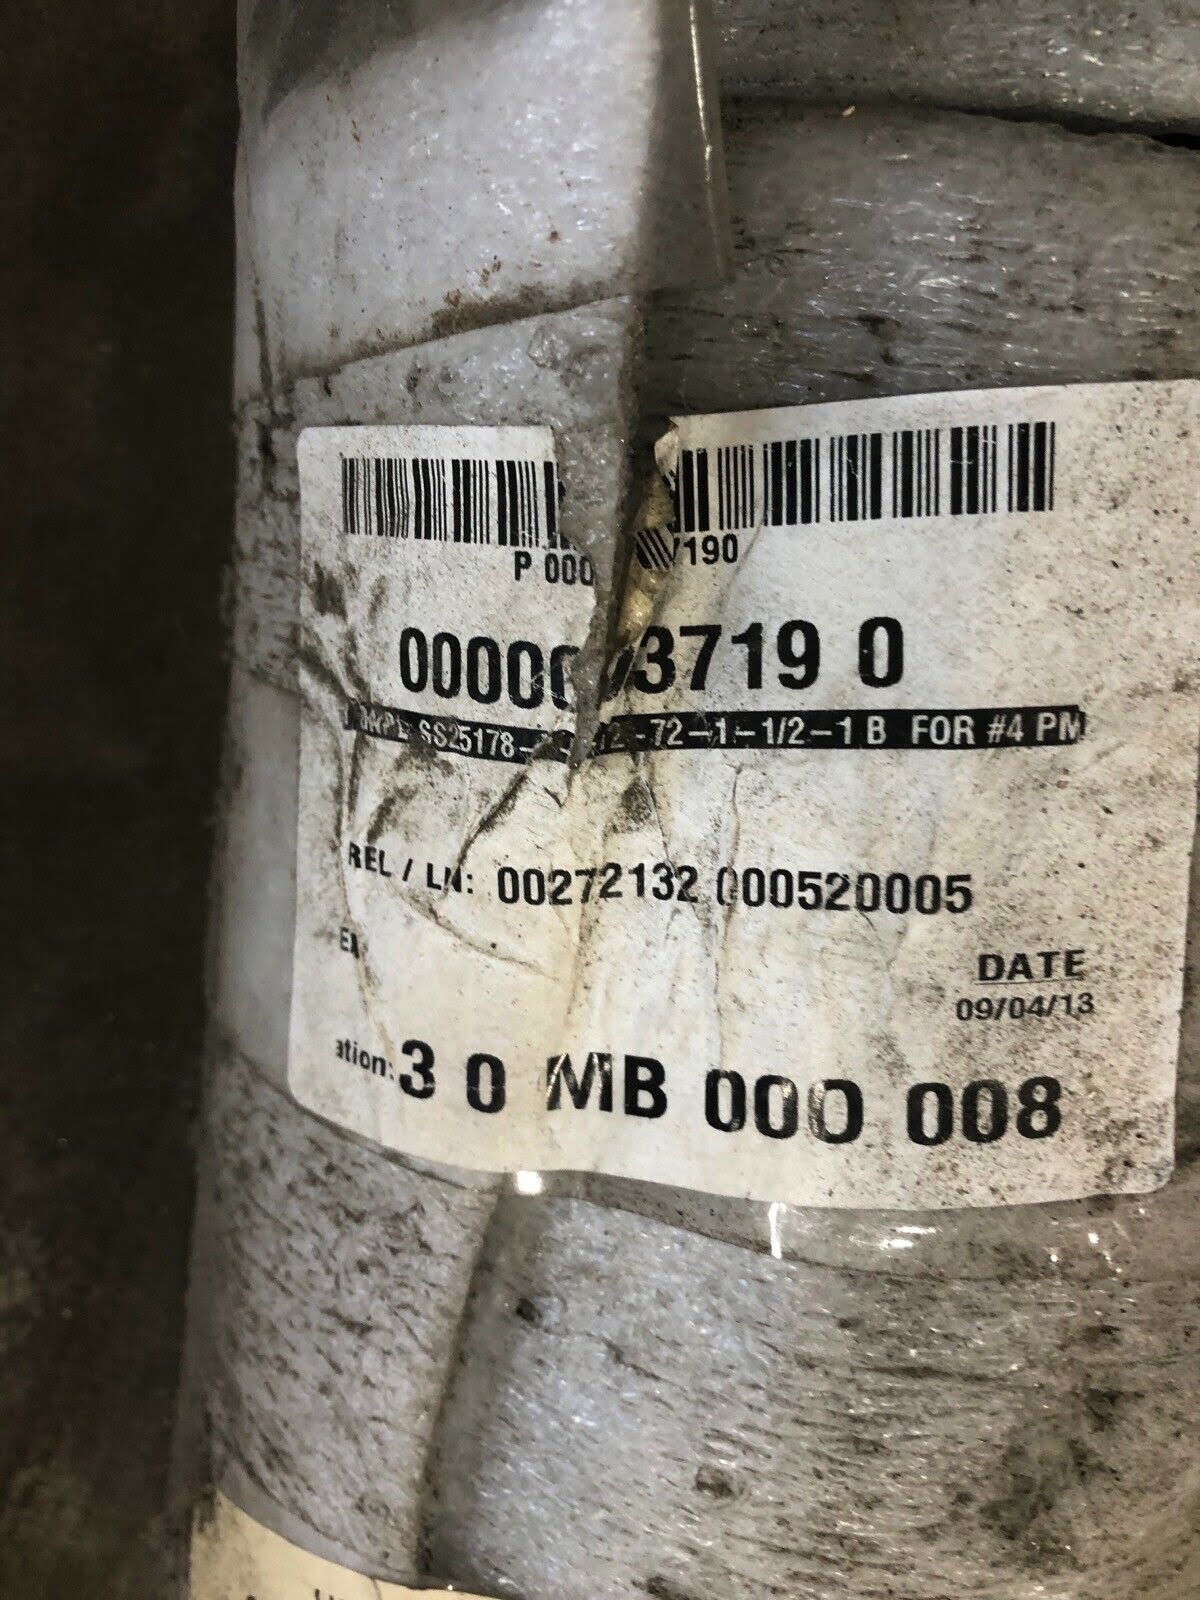 P 000 190
0000 3719 0
SS25178- -72-1-1/2-1 B FOR #4 PM
REL / LN: 00272132 000520005
DATE
09/04/13
ation: 3 0 MB 000 008